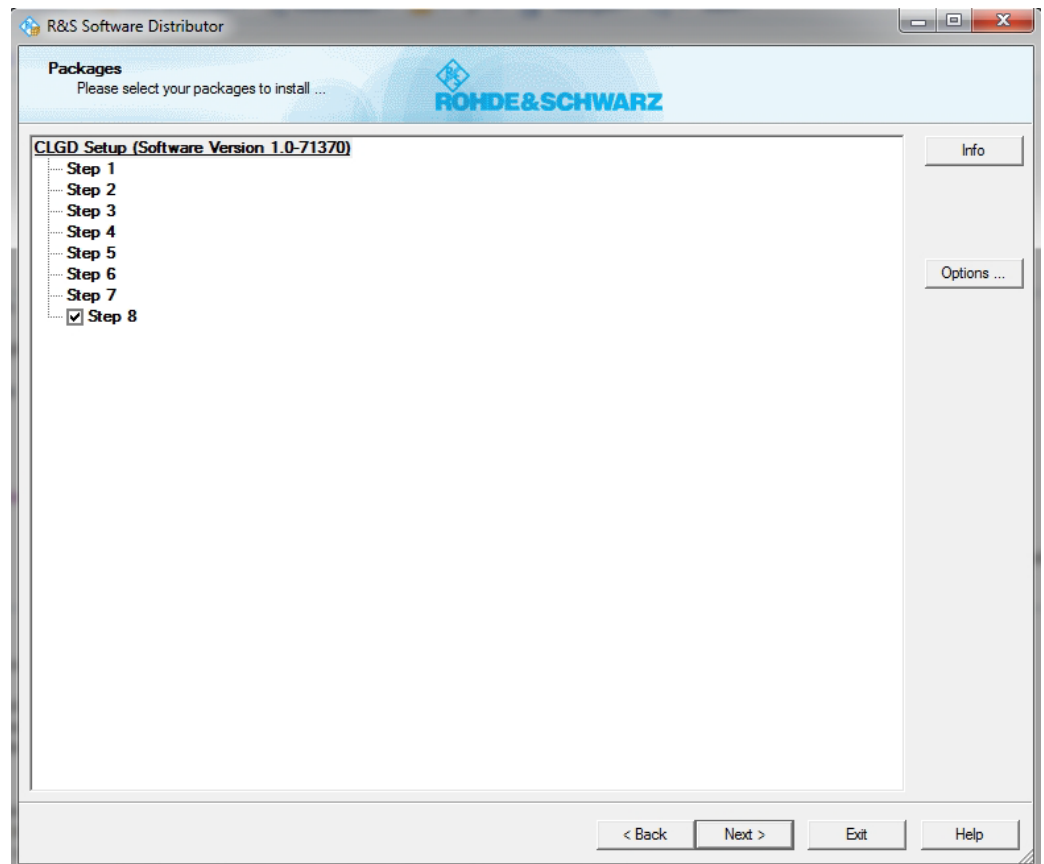 R&S Software Distributor
Packages
Please select your packages to install ...
ROHDE&SCHWARZ
CLGD Setup (Software Version 1.0-71370)
Step 1
Step 2
Step 3
Step 4
Step 5
Step 6
Step 7
Step 8
Info
Options ...
< Back
Next >
Exit
Help